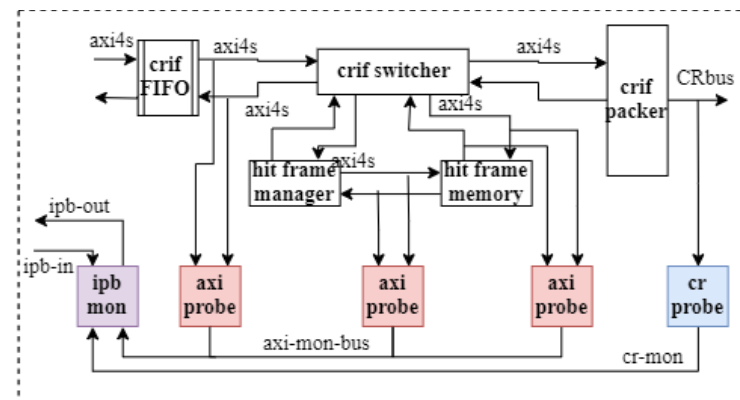 axi4s
crif
FIFO
axi4s
crif switcher
axi4s
crif
packer
CRbus
axi4s
axi4s
hit frame
manager
axi4s
hit frame
memory
ipb-out
ipb-in
ipb
mon
axi
probe
axi
probe
axi
probe
cr
probe
axi-mon-bus
cr-mon